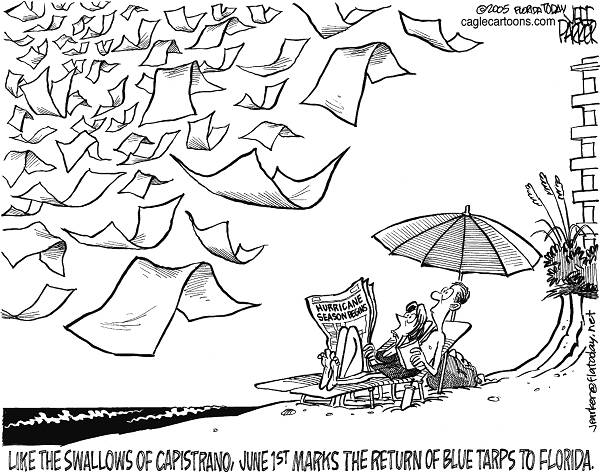 ©2005 FLORIDA TODAY
caglecartoons.com
JEFF
PARKER
HURRICANE
SEASON BEGINS
jparker@flatoday.net
LIKE THE SWALLOWS OF CAPISTRANO, JUNE 1ST MARKS THE RETURN OF BLUE TARPS TO FLORIDA.